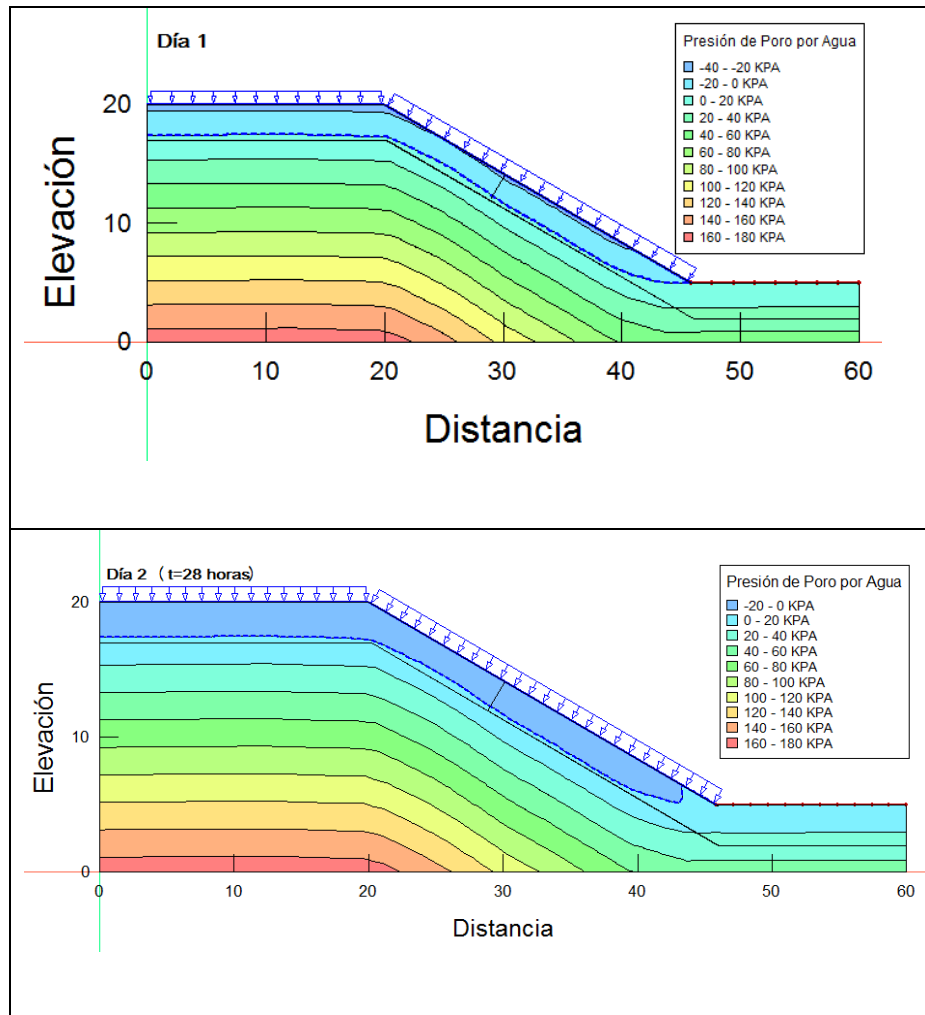 Día 1
Presión de Poro por Agua
-40 - -20 KPA
-20 - 0 KPA
0 - 20 KPA
20 - 40 KPA
40 - 60 KPA
60 - 80 KPA
80 - 100 KPA
100 - 120 KPA
120 - 140 KPA
140 - 160 KPA
160 - 180 KPA
Elevación
20
10
0
0 10 20 30 40 50 60
Distancia
Día 2 ( t=28 horas)
Presión de Poro por Agua
-20 - 0 KPA
0 - 20 KPA
20 - 40 KPA
40 - 60 KPA
60 - 80 KPA
80 - 100 KPA
100 - 120 KPA
120 - 140 KPA
140 - 160 KPA
160 - 180 KPA
Elevación
20
10
0
0 10 20 30 40 50 60
Distancia